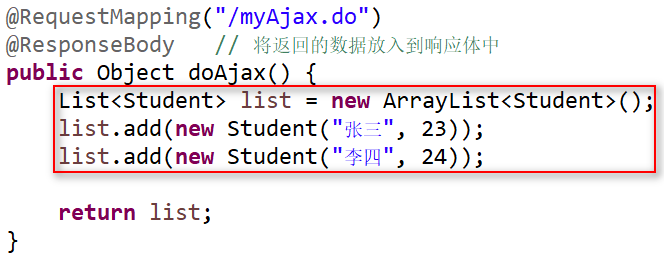 @RequestMapping("/myAjax.do")
@ResponseBody   // 将返回的数据放入到响应体中
public Object doAjax() {
    List<Student> list = new ArrayList<Student>();
    list.add(new Student("张三", 23));
    list.add(new Student("李四", 24));
    return list;
}